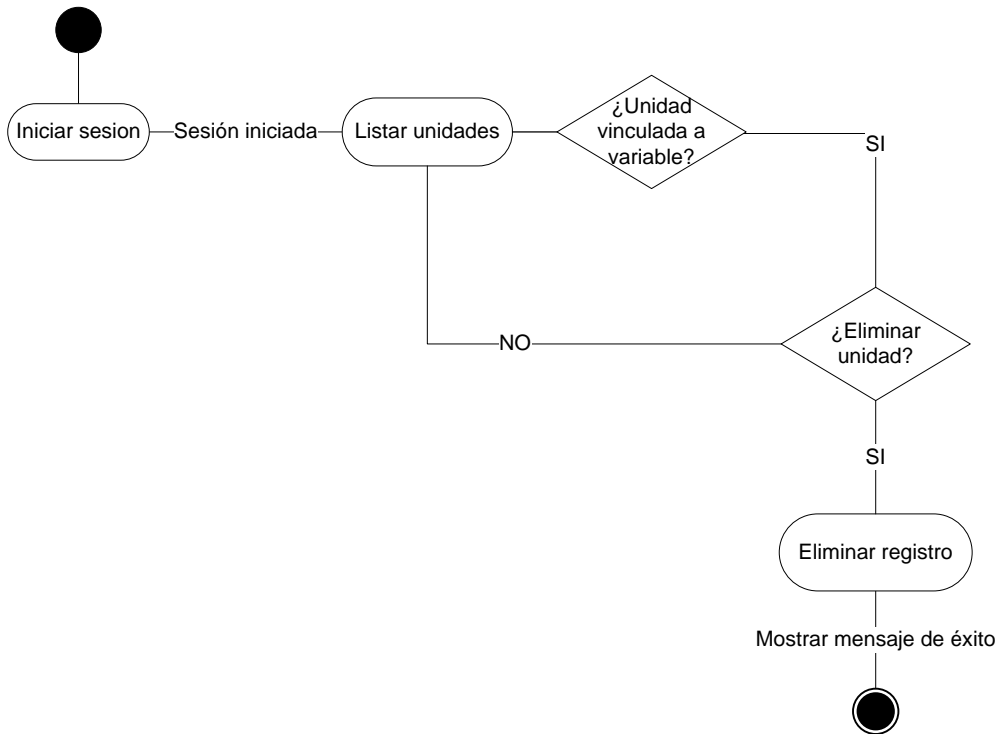 Iniciar sesion
Sesión iniciada
Listar unidades
¿Unidad
vinculada a
variable?
SI
¿Eliminar
unidad?
NO
SI
Eliminar registro
Mostrar mensaje de éxito